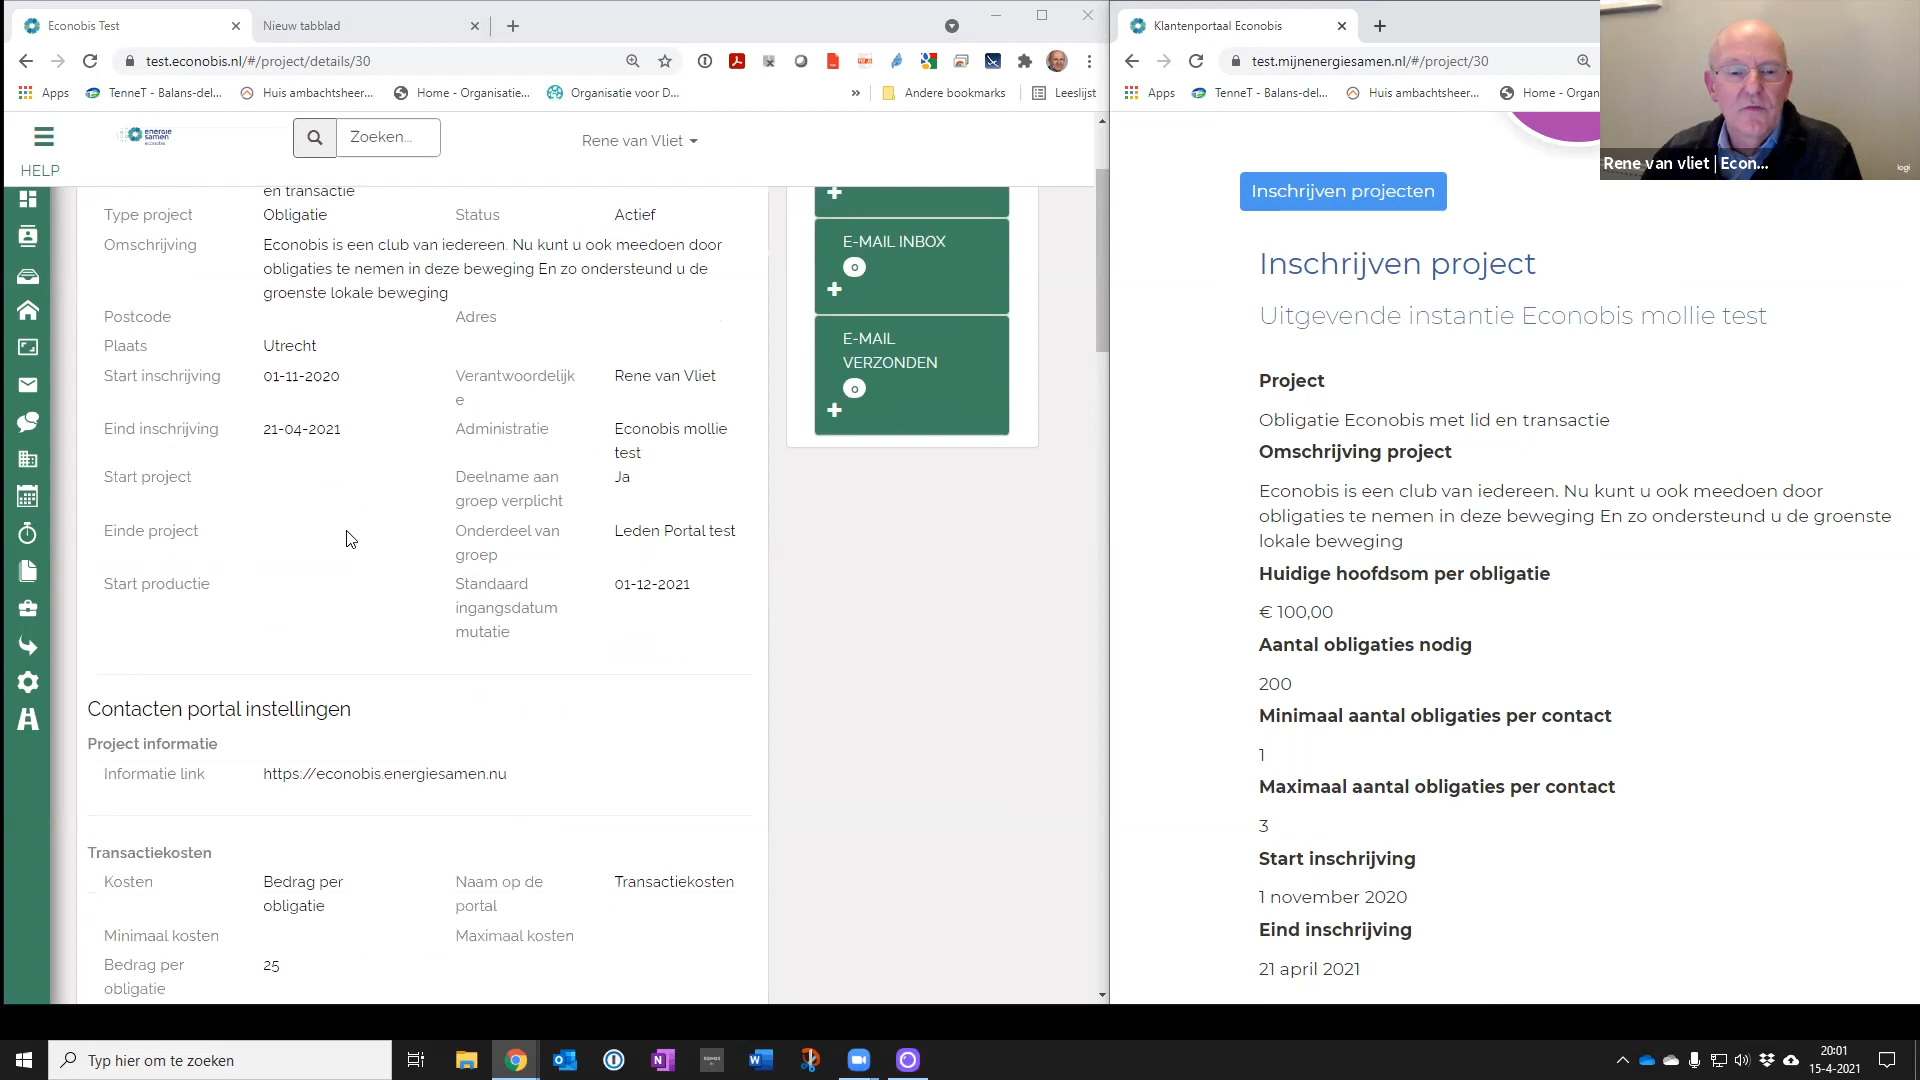 Econobis Test
Nieuw tabblad
test.econobis.nl/#/project/details/30
Apps
TenneT - Balans-del...
Huis ambachtsheer...
Home - Organisatie...
Organisatie voor D...
»
Andere bookmarks
Leeslijst
HELP
energie
samen
econobis
Zoeken...
Rene van Vliet
en transactie
Type project
Obligatie
Status
Actief
Omschrijving
Econobis is een club van iedereen. Nu kunt u ook meedoen door
obligaties te nemen in deze beweging En zo ondersteund u de
groenste lokale beweging
Postcode
Adres
Plaats
Utrecht
Start inschrijving
01-11-2020
Verantwoordelijk
e
Rene van Vliet
Eind inschrijving
21-04-2021
Administratie
Econobis mollie
test
Start project
Deelname aan
groep verplicht
Ja
Einde project
Onderdeel van
groep
Leden Portal test
Start productie
Standaard
ingangsdatum
mutatie
01-12-2021
Contacten portal instellingen
Project informatie
Informatie link
https://econobis.energiesamen.nu
Transactiekosten
Kosten
Bedrag per
obligatie
Naam op de
portal
Transactiekosten
Minimaal kosten
Maximaal kosten
Bedrag per
obligatie
25
E-MAIL INBOX
0
E-MAIL
VERZONDEN
0
Klantenportaal Econobis
test.mijnenergiesamen.nl/#/project/30
Apps
TenneT - Balans-del...
Huis ambachtsheer...
Home - Organ
Rene van vliet | Econ...
logi
Inschrijven projecten
Inschrijven project
Uitgevende instantie Econobis mollie test
Project
Obligatie Econobis met lid en transactie
Omschrijving project
Econobis is een club van iedereen. Nu kunt u ook meedoen door
obligaties te nemen in deze beweging En zo ondersteund u de groenste
lokale beweging
Huidige hoofdsom per obligatie
€ 100,00
Aantal obligaties nodig
200
Minimaal aantal obligaties per contact
1
Maximaal aantal obligaties per contact
3
Start inschrijving
1 november 2020
Eind inschrijving
21 april 2021
Typ hier om te zoeken
SONOS
20:01
15-4-2021